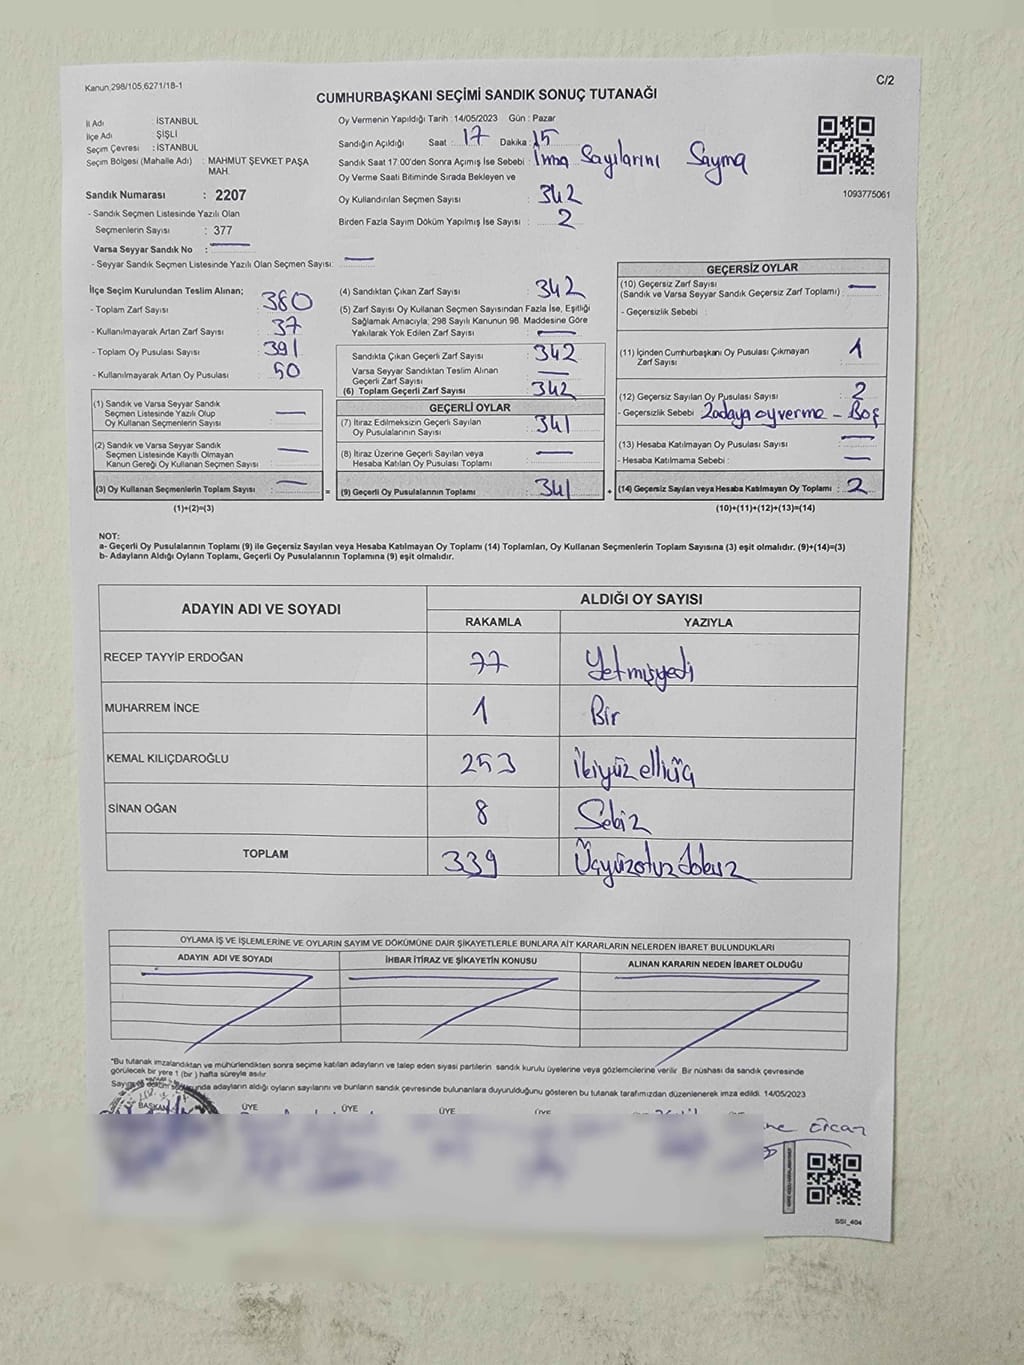 Kanun,298/105,6271/18-1
C/2
CUMHURBAŞKANI SEÇİMİ SANDIK SONUÇ TUTANAĞI
İl Adı : İSTANBUL
İlçe Adı : ŞİŞLİ
Seçim Çevresi : İSTANBUL
Seçim Bölgesi (Mahalle Adı) : MAHMUT ŞEVKET PAŞA MAH.
Sandık Numarası : 2207
- Sandık Seçmen Listesinde Yazılı Olan
Seçmenlerin Sayısı : 377
Varsa Seyyar Sandık No :
- Seyyar Sandık Seçmen Listesinde Yazılı Olan Seçmen Sayısı:
Oy Vermenin Yapıldığı Tarih : 14/05/2023 Gün : Pazar
Sandığın Açıldığı Saat : 17 Dakika : 15
Sandık Saat 17:00'den Sonra Açılmış İse Sebebi : İmza Sayılarını Sayma
Oy Verme Saati Bitiminde Sırada Bekleyen ve
Oy Kullandırılan Seçmen Sayısı : 342
Birden Fazla Sayım Döküm Yapılmış İse Sayısı : 2
1093775061
İlçe Seçim Kurulundan Teslim Alınan;
- Toplam Zarf Sayısı : 380
- Kullanılmayarak Artan Zarf Sayısı : 37
- Toplam Oy Pusulası Sayısı : 391
- Kullanılmayarak Artan Oy Pusulası : 50
(1) Sandık ve Varsa Seyyar Sandık
Seçmen Listesinde Yazılı Olup
Oy Kullanan Seçmenlerin Sayısı :
(2) Sandık ve Varsa Seyyar Sandık
Seçmen Listesinde Kayıtlı Olmayan
Kanun Gereği Oy Kullanan Seçmen Sayısı :
(3) Oy Kullanan Seçmenlerin Toplam Sayısı :
(1)+(2)=(3)
(4) Sandıktan Çıkan Zarf Sayısı : 342
(5) Zarf Sayısı Oy Kullanan Seçmen Sayısından Fazla İse, Eşitliği
Sağlamak Amacıyla; 298 Sayılı Kanunun 98. Maddesine Göre
Yakılarak Yok Edilen Zarf Sayısı :
Sandıkta Çıkan Geçerli Zarf Sayısı : 342
Varsa Seyyar Sandıktan Teslim Alınan
Geçerli Zarf Sayısı :
(6) Toplam Geçerli Zarf Sayısı : 342
GEÇERLİ OYLAR
(7) İtiraz Edilmeksizin Geçerli Sayılan
Oy Pusulalarının Sayısı : 341
(8) İtiraz Üzerine Geçerli Sayılan veya
Hesaba Katılan Oy Pusulası Toplamı :
= (9) Geçerli Oy Pusulalarının Toplamı : 341 +
GEÇERSİZ OYLAR
(10) Geçersiz Zarf Sayısı
(Sandık ve Varsa Seyyar Sandık Geçersiz Zarf Toplamı) :
- Geçersizlik Sebebi :
(11) İçinden Cumhurbaşkanı Oy Pusulası Çıkmayan
Zarf Sayısı : 1
(12) Geçersiz Sayılan Oy Pusulası Sayısı : 2
- Geçersizlik Sebebi : 2 adaya oy verme - Boş
(13) Hesaba Katılmayan Oy Pusulası Sayısı :
- Hesaba Katılmama Sebebi :
(14) Geçersiz Sayılan veya Hesaba Katılmayan Oy Toplamı : 2
(10)+(11)+(12)+(13)=(14)
NOT:
a- Geçerli Oy Pusulalarının Toplamı (9) ile Geçersiz Sayılan veya Hesaba Katılmayan Oy Toplamı (14) Toplamları, Oy Kullanan Seçmenlerin Toplam Sayısına (3) eşit olmalıdır. (9)+(14)=(3)
b- Adayların Aldığı Oyların Toplamı, Geçerli Oy Pusulalarının Toplamına (9) eşit olmalıdır.
ADAYIN ADI VE SOYADI
ALDIĞI OY SAYISI
RAKAMLA YAZIYLA
RECEP TAYYİP ERDOĞAN 77 Yetmişyedi
MUHARREM İNCE 1 Bir
KEMAL KILIÇDAROĞLU 253 İkiyüz elliüç
SİNAN OĞAN 8 Sekiz
TOPLAM 339 Üçyüzotuzdokuz
OYLAMA İŞ VE İŞLEMLERİNE VE OYLARIN SAYIM VE DÖKÜMÜNE DAİR ŞİKAYETLERLE BUNLARA AİT KARARLARIN NELERDEN İBARET BULUNDUKLARI
ADAYIN ADI VE SOYADI İHBAR İTİRAZ VE ŞİKAYETİN KONUSU ALINAN KARARIN NEDEN İBARET OLDUĞU
"Bu tutanak imzalandıktan ve mühürlendikten sonra seçime katılan adayların ve talep eden siyasi partilerin sandık kurulu üyelerine veya gözlemcilerine verilir. Bir nüshası da sandık çevresinde
görülecek bir yere 1 (bir ) hafta süreyle asılır.
adayların aldığı oyların sayılarını ve bunların sandık çevresinde bulunanlara duyurulduğunu gösteren bu tutanak tarafımızdan düzenlenerek imza edildi. 14/05/2023
BAŞKAN ÜYE ÜYE ÜYE ÜYE
Ercan
SSI_404